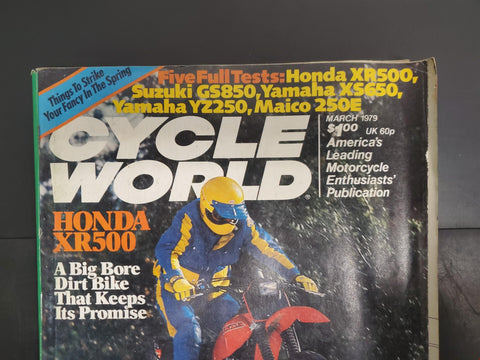 Things To Strike
Your Fancy In The Spring
Five Full Tests: Honda XR500,
Suzuki GS850, Yamaha XS650,
Yamaha YZ250, Maico 250E
CYCLE
WORLD
MARCH 1979
$1.00 UK 60p
America's
Leading
Motorcycle
Enthusiasts'
Publication
HONDA
XR500
A Big Bore
Dirt Bike
That Keeps
Its Promise